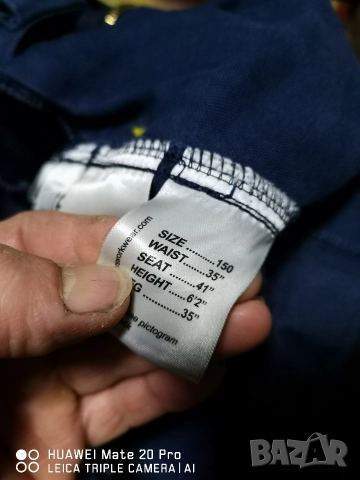 workwear.com
SIZE..........150
WAIST........35"
SEAT.........41"
HEIGHT.....6'2"
35"
pictogram
HUAWEI Mate 20 Pro
LEICA TRIPLE CAMERA | AI
BAZAR